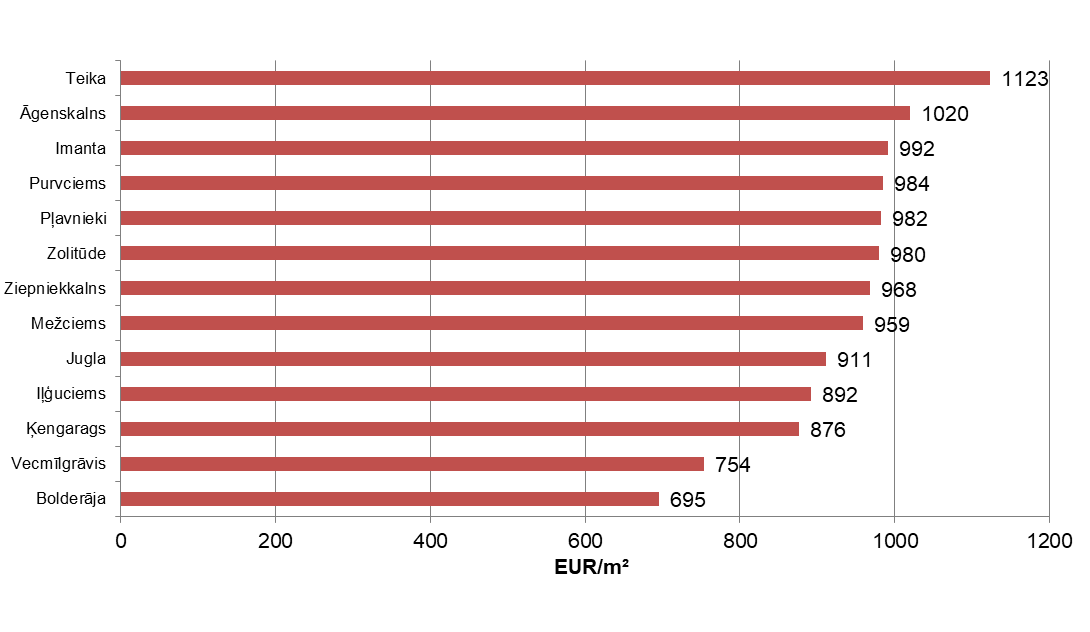 Teika 1123
Āgenskalns 1020
Imanta 992
Purvciems 984
Pļavnieki 982
Zolitūde 980
Ziepniekkalns 968
Mežciems 959
Jugla 911
Iļģuciems 892
Ķengarags 876
Vecmīlgrāvis 754
Bolderāja 695
0 200 400 600 800 1000 1200
EUR/m²